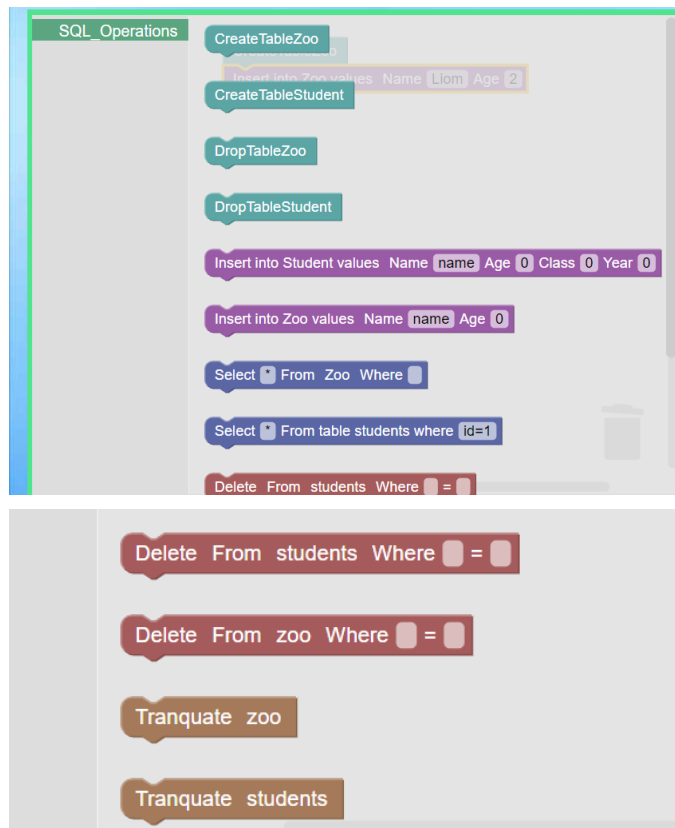 SQL_Operations
CreateTableZoo
CreateTableZoo
Insert into Zoo values Name Liom Age 2
CreateTableStudent
DropTableZoo
DropTableStudent
Insert into Student values Name name Age 0 Class 0 Year 0
Insert into Zoo values Name name Age 0
Select * From Zoo Where
Select * From table students where id=1
Delete From students Where =
Delete From students Where =
Delete From zoo Where =
Tranquate zoo
Tranquate students